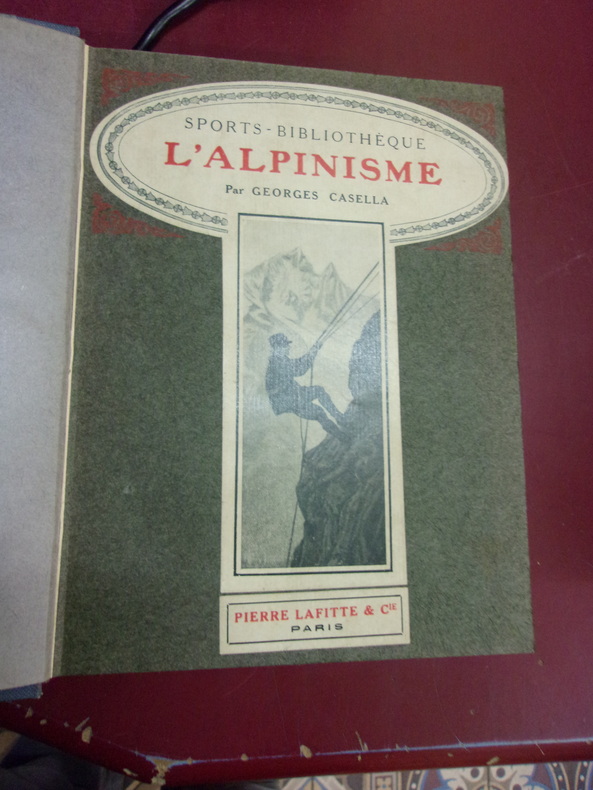 SPORTS-BIBLIOTHÈQUE
L'ALPINISME
Par GEORGES CASELLA
PIERRE LAFITTE & CIE
PARIS